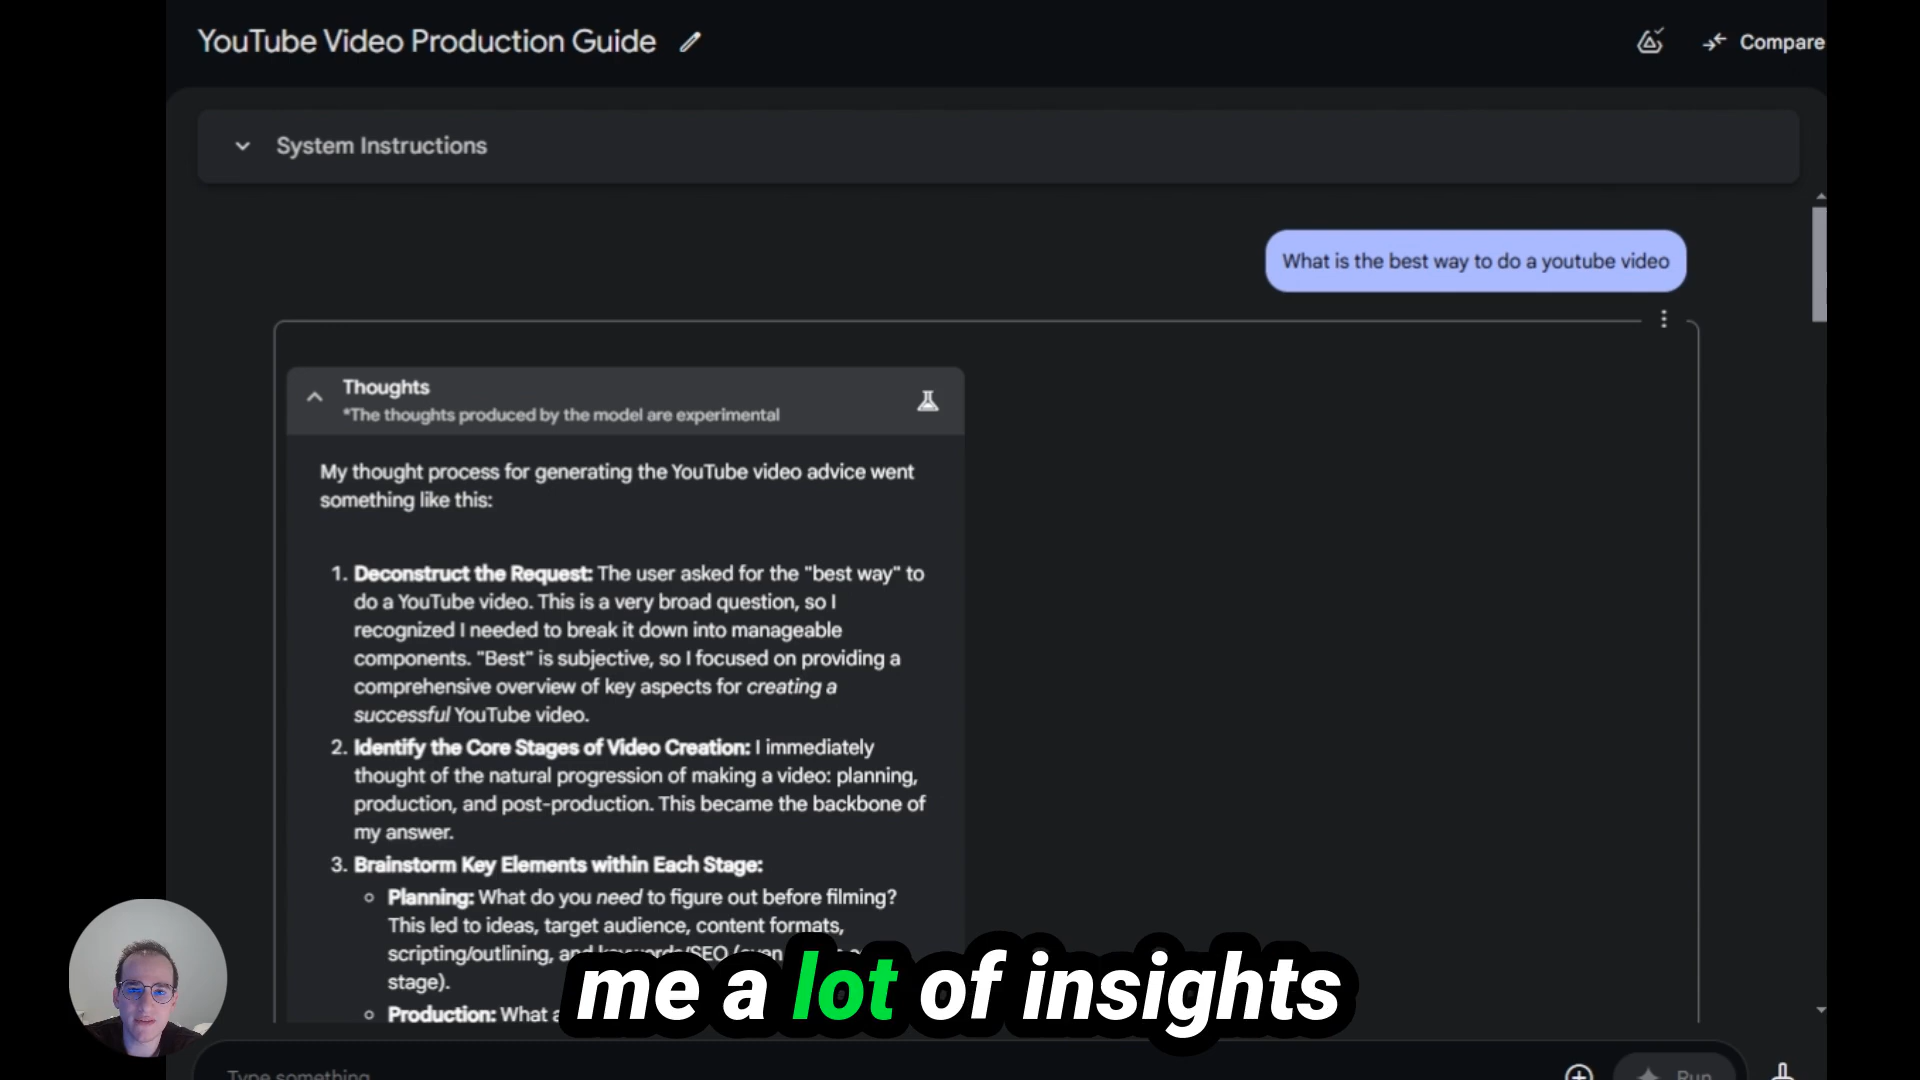 YouTube Video Production Guide
Compare
System Instructions
What is the best way to do a youtube video
Thoughts
*The thoughts produced by the model are experimental
My thought process for generating the YouTube video advice went
something like this:
1. Deconstruct the Request: The user asked for the "best way" to
do a YouTube video. This is a very broad question, so I
recognized I needed to break it down into manageable
components. "Best" is subjective, so I focused on providing a
comprehensive overview of key aspects for creating a
successful YouTube video.
2. Identify the Core Stages of Video Creation: I immediately
thought of the natural progression of making a video: planning,
production, and post-production. This became the backbone of
my answer.
3. Brainstorm Key Elements within Each Stage:
Planning: What do you need to figure out before filming?
This led to ideas, target audience, content formats,
scripting/outlining, and keywords/SEO
stage).
Production: What
me a lot of insights
Type something
Run